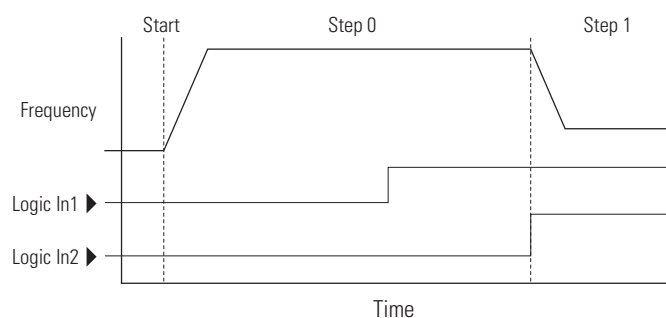 Start
Step 0
Step 1
Frequency
Logic In1
Logic In2
Time